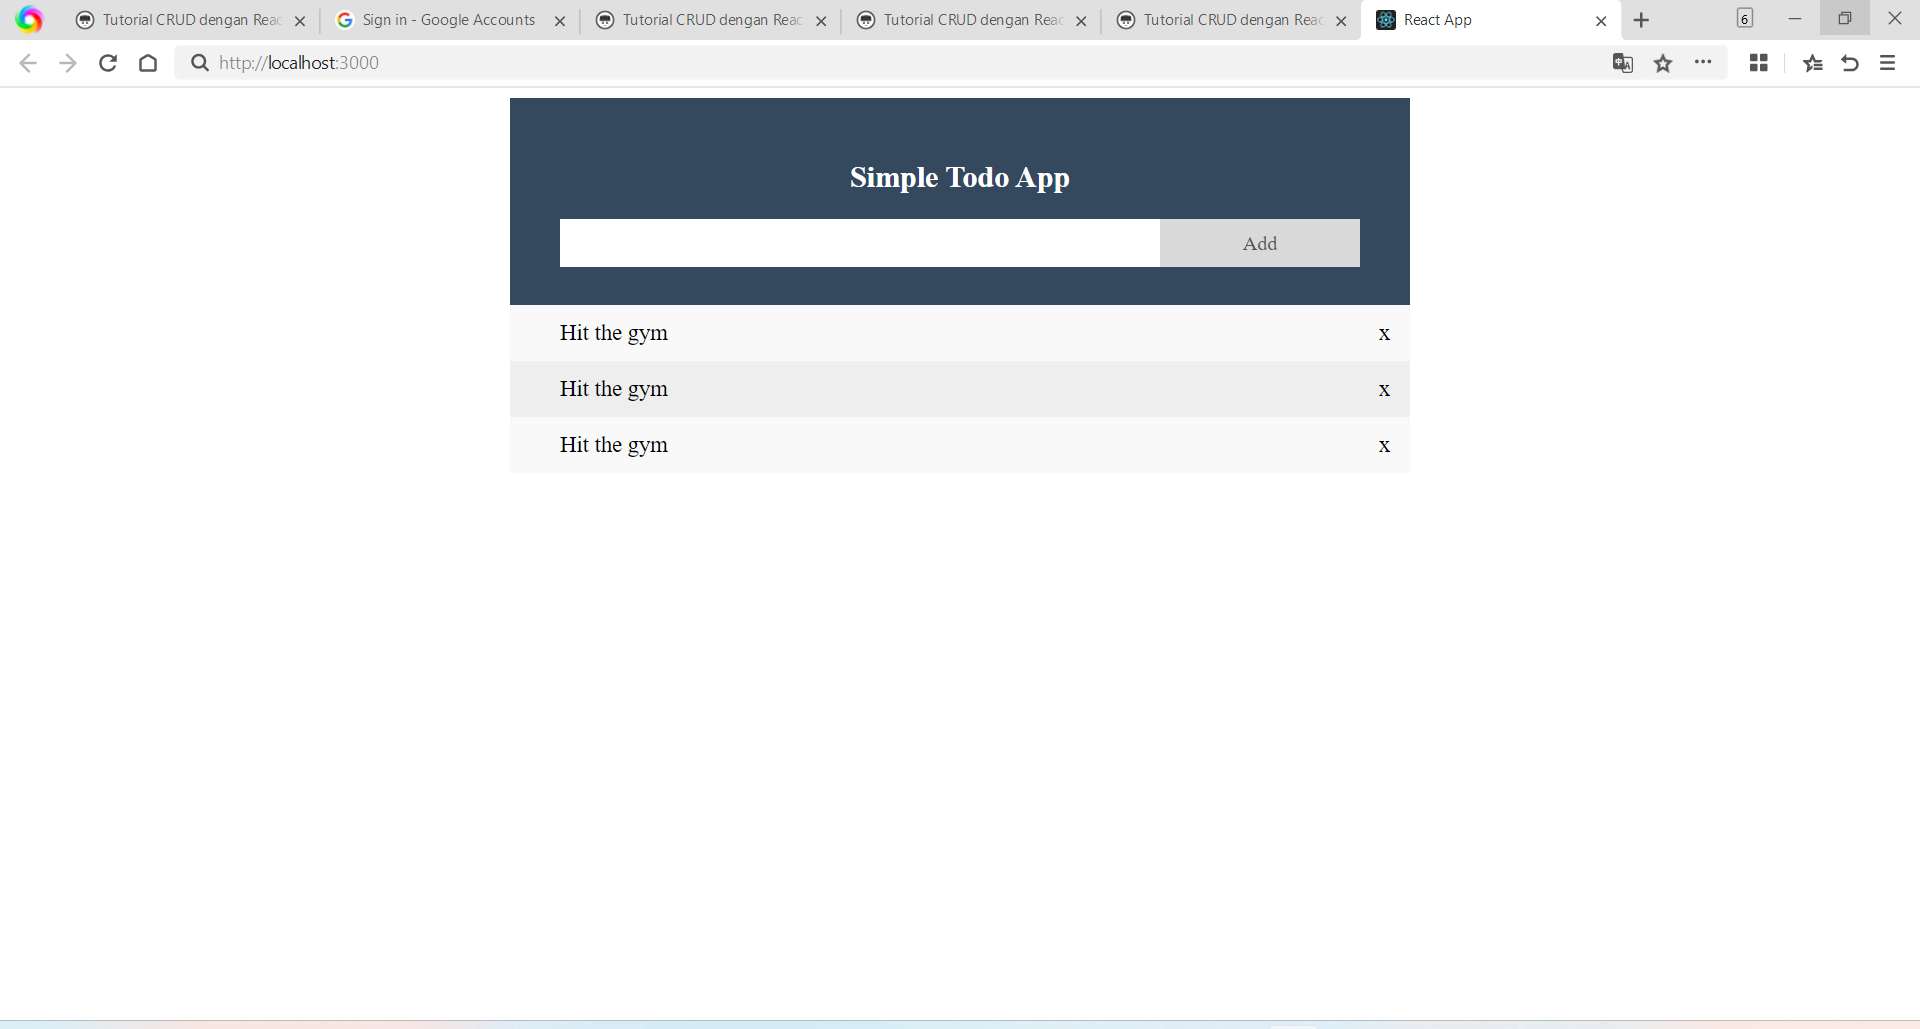 Tutorial CRUD dengan Reac
Sign in - Google Accounts
Tutorial CRUD dengan Reac
Tutorial CRUD dengan Reac
Tutorial CRUD dengan Reac
React App
6
http://localhost:3000
Simple Todo App
Add
Hit the gym x
Hit the gym x
Hit the gym x